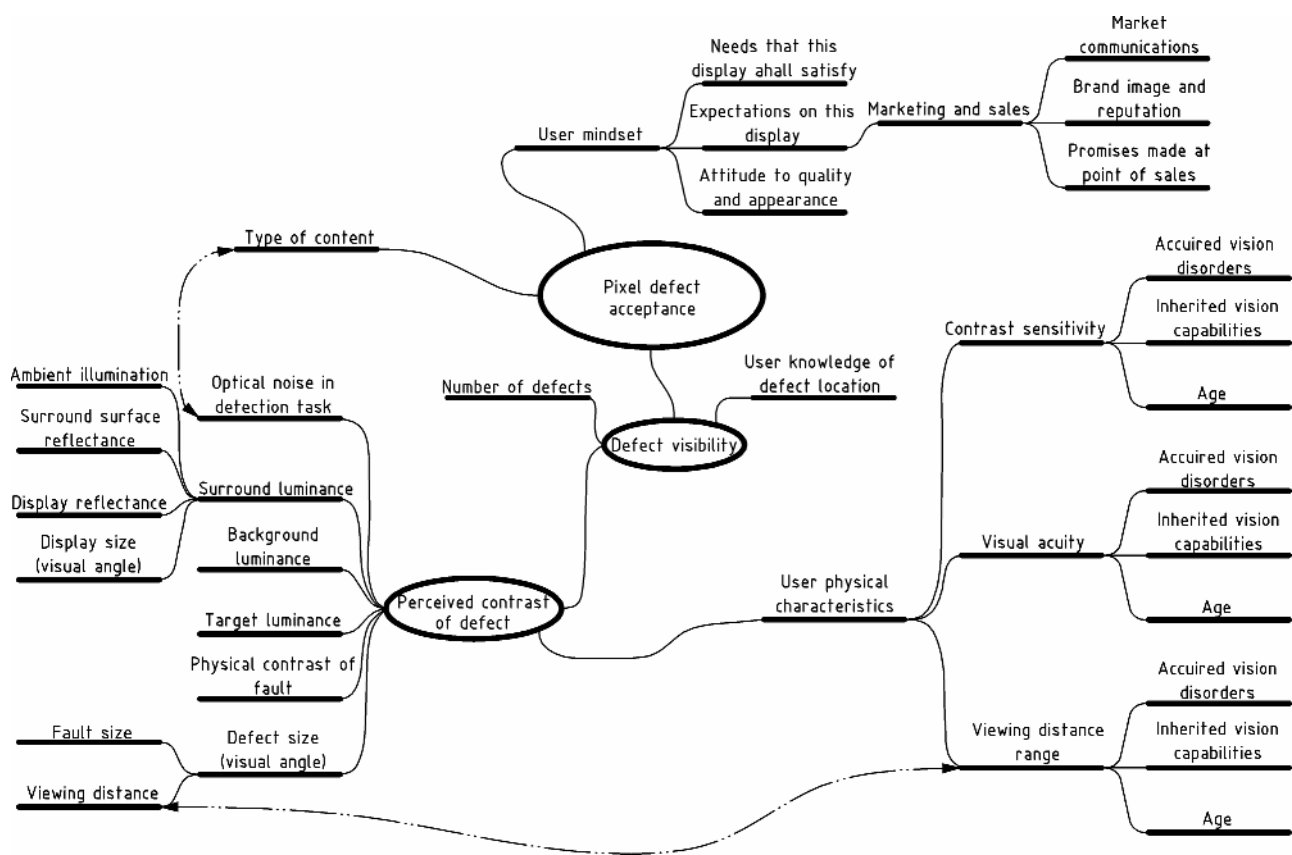 Market
communications
Needs that this
display ahall satisfy
Brand image and
reputation
Marketing and sales
Expectations on this
display
User mindset
Promises made at
point of sales
Attitude to quality
and appearance
Type of content
Pixel defect
acceptance
Accuired vision
disorders
Inherited vision
capabilities
Contrast sensitivity
Age
User knowledge of
defect location
Number of defects
Defect visibility
Ambient illumination
Optical noise in
detection task
Surround surface
reflectance
Surround luminance
Display reflectance
Display size
(visual angle)
Background
luminance
Perceived contrast
of defect
Target luminance
Physical contrast of
fault
Fault size
Defect size
(visual angle)
Viewing distance
Accuired vision
disorders
Inherited vision
capabilities
Visual acuity
Age
User physical
characteristics
Accuired vision
disorders
Inherited vision
capabilities
Viewing distance
range
Age